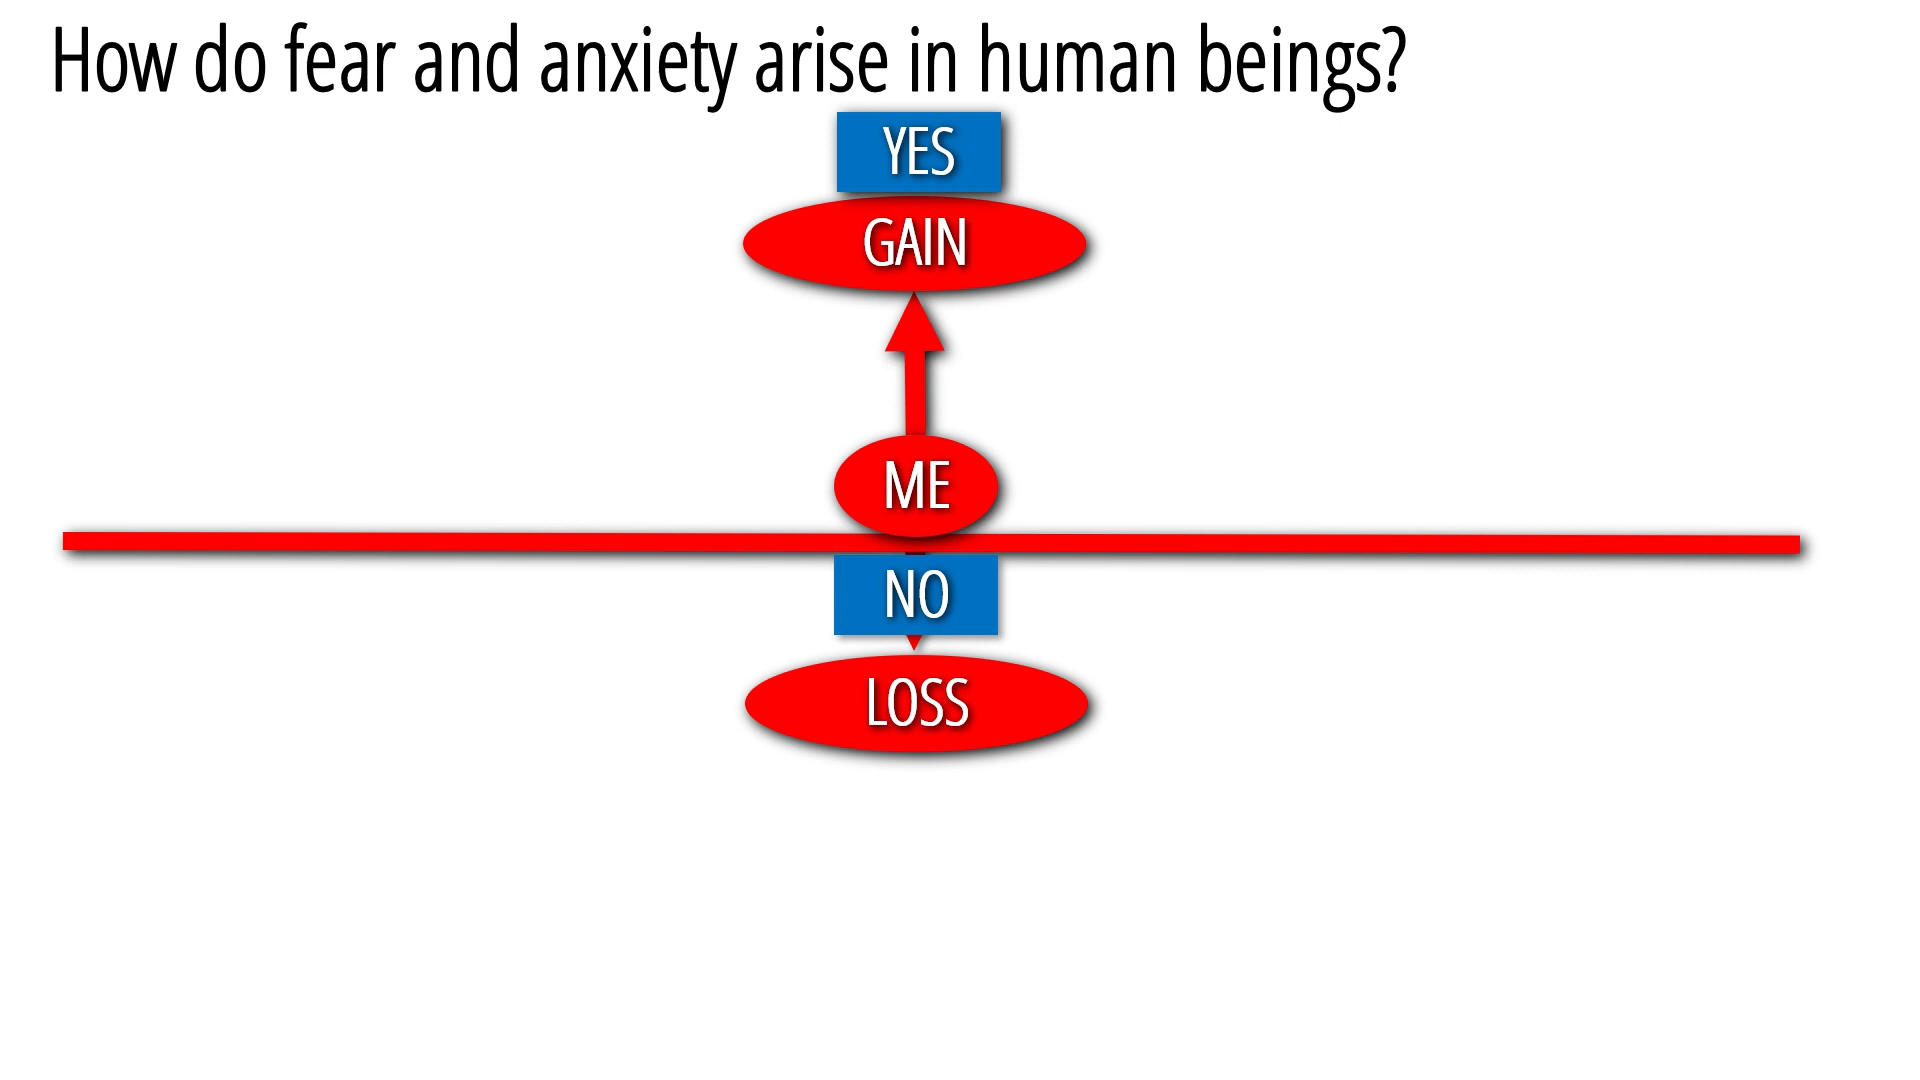 How do fear and anxiety arise in human beings?
YES
GAIN
ME
NO
LOSS